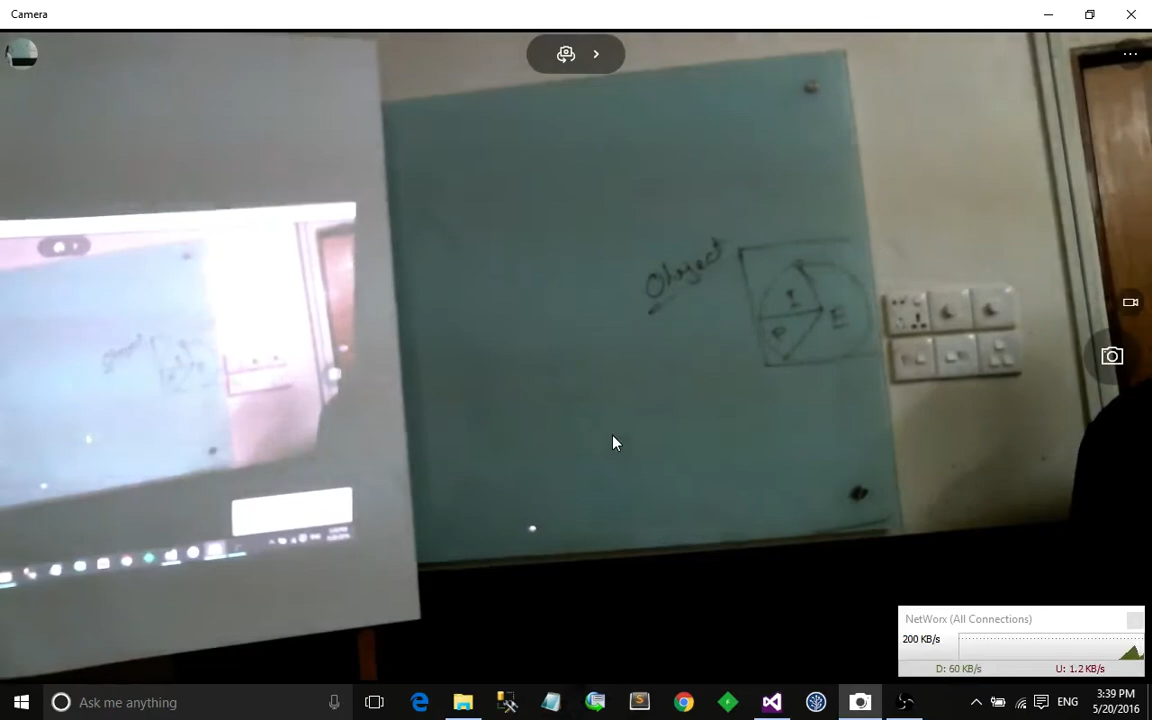 Camera
Object
I
P
E
NetWorx (All Connections)
200 KB/s
D: 60 KB/s U: 1.2 KB/s
Ask me anything
ENG
3:39 PM
5/20/2016